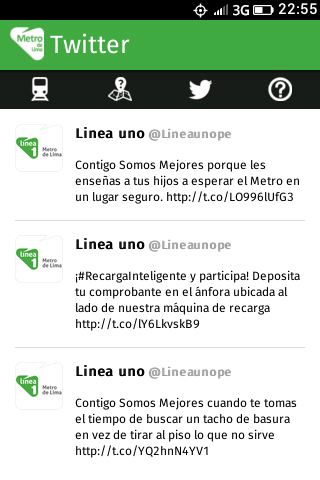 3G 22:55
Metro
de
Lima
Twitter
Linea uno @Lineaunope
línea
1
Metro
de Lima
Contigo Somos Mejores porque les
enseñas a tus hijos a esperar el Metro en
un lugar seguro. http://t.co/LO996lUfG3
Linea uno @Lineaunope
línea
1
Metro
de Lima
¡#RecargaInteligente y participa! Deposita
tu comprobante en el ánfora ubicada al
lado de nuestra máquina de recarga
http://t.co/lY6LkvskB9
Linea uno @Lineaunope
línea
1
Metro
de Lima
Contigo Somos Mejores cuando te tomas
el tiempo de buscar un tacho de basura
en vez de tirar al piso lo que no sirve
http://t.co/YQ2hnN4YV1